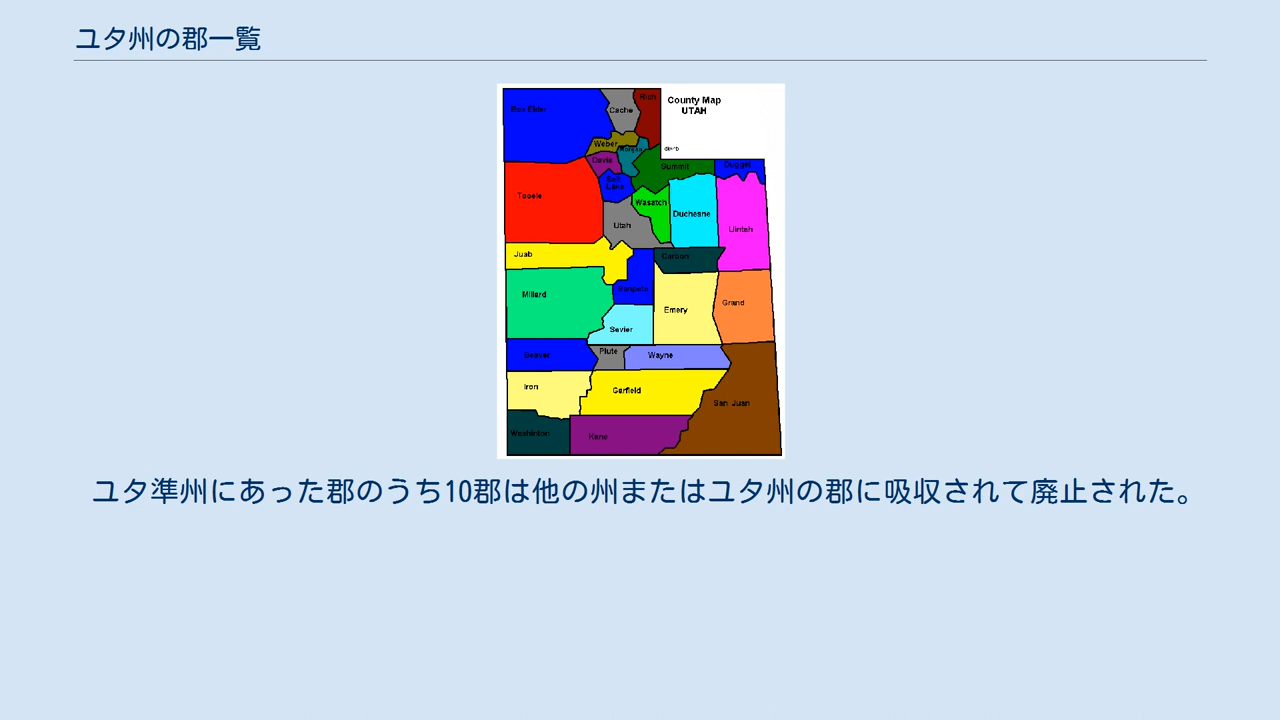 ユタ州の郡一覧
County Map
UTAH
Box Elder
Cache
Rich
Weber
Morgan
Davis
Summit
Dugget
Salt
Lake
Tooele
Wasatch
Duchesne
Utah
Uintah
Juab
Carbon
Millard
Sanpete
Emery
Grand
Sevier
Beaver
Piute
Wayne
Iron
Garfield
San Juan
Washinton
Kane
ユタ準州にあった郡のうち10郡は他の州またはユタ州の郡に吸収されて廃止された。